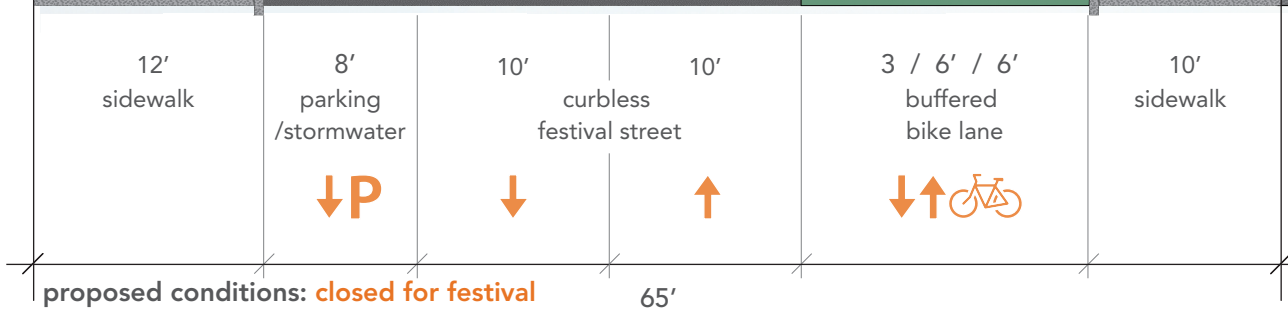 12′
sidewalk
8′
parking
/stormwater
P
10′ 10′
curbless
festival street
3 / 6′ / 6′
buffered
bike lane
10′
sidewalk
proposed conditions: closed for festival
65′